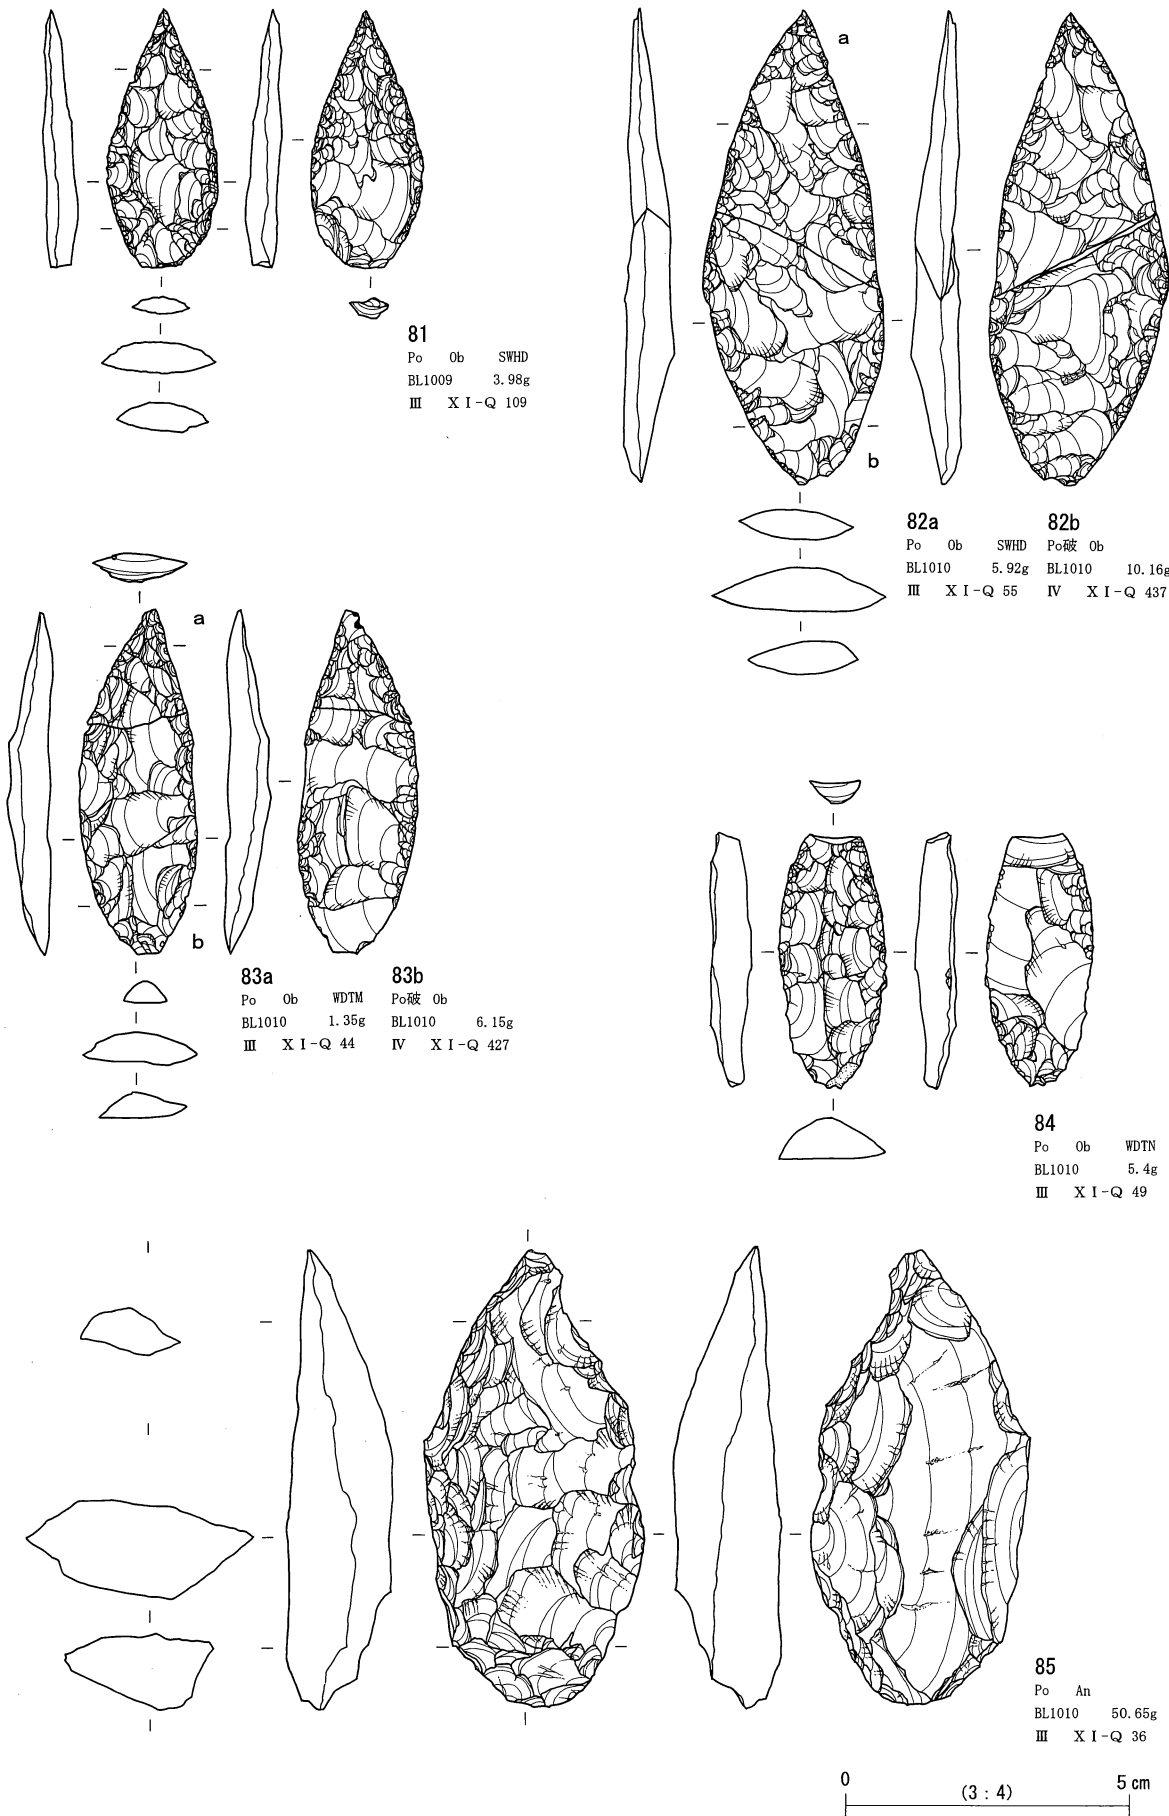 a
b
81
Po Ob SWHD
BL1009 3.98g
Ⅲ ⅩⅠ-Q 109
82a 82b
Po Ob SWHD Po破 Ob
BL1010 5.92g BL1010 10.16g
Ⅲ ⅩⅠ-Q 55 Ⅳ ⅩⅠ-Q 437
a
b
83a 83b
Po Ob WDTM Po破 Ob
BL1010 1.35g BL1010 6.15g
Ⅲ ⅩⅠ-Q 44 Ⅳ ⅩⅠ-Q 427
84
Po Ob WDTN
BL1010 5.4g
Ⅲ ⅩⅠ-Q 49
85
Po An
BL1010 50.65g
Ⅲ ⅩⅠ-Q 36
0 (3:4) 5 cm